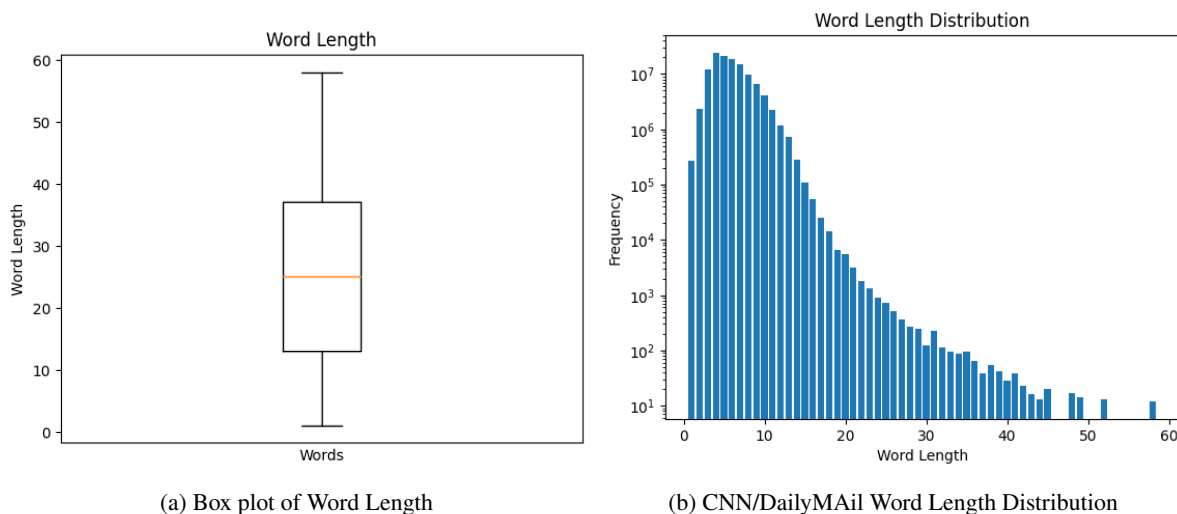 Word Length
60
50
40
30
20
10
0
Word Length
Words
(a) Box plot of Word Length
Word Length Distribution
10^7
10^6
10^5
10^4
10^3
10^2
10^1
Frequency
0 10 20 30 40 50 60
Word Length
(b) CNN/DailyMAil Word Length Distribution